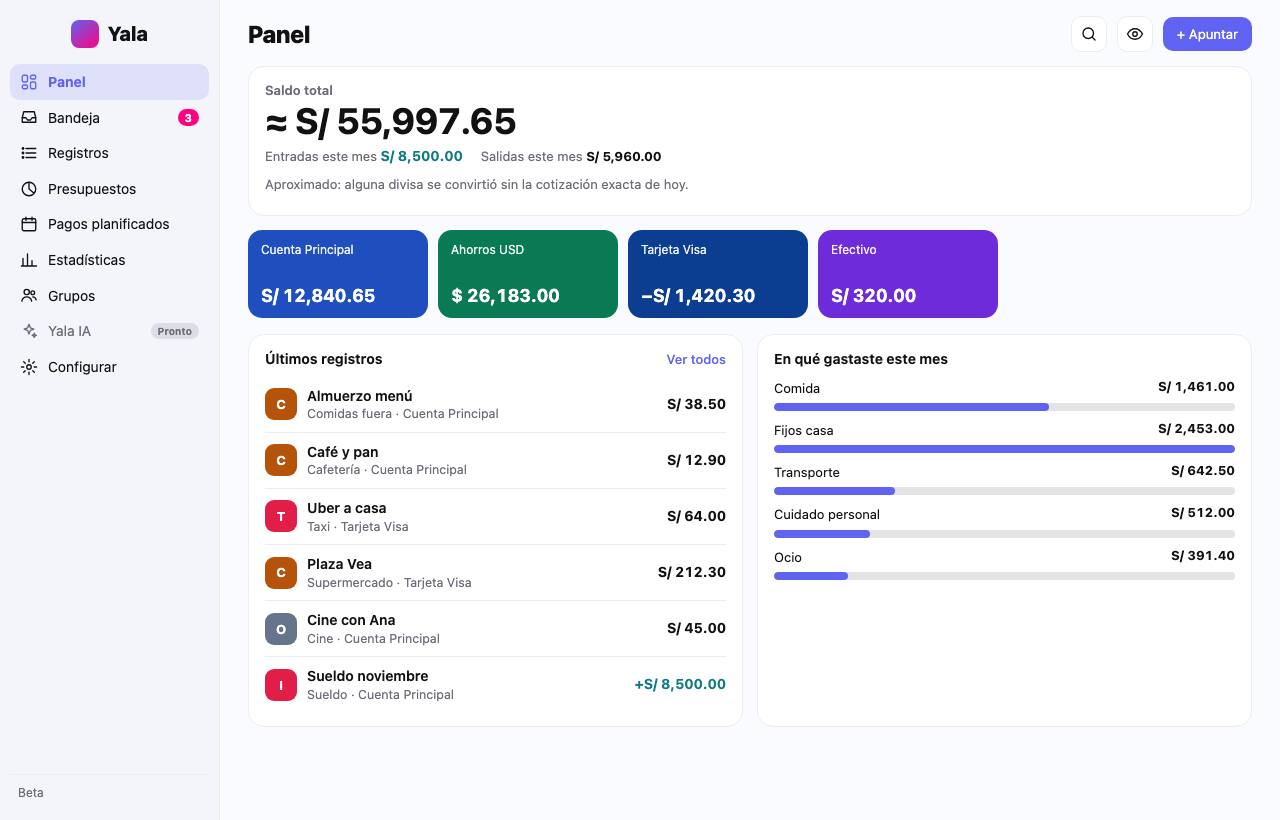 Yala
Panel
Bandeja 3
Registros
Presupuestos
Pagos planificados
Estadísticas
Grupos
Yala IA Pronto
Configurar
Beta
Panel
+ Apuntar
Saldo total
≈ S/ 55,997.65
Entradas este mes S/ 8,500.00 Salidas este mes S/ 5,960.00
Aproximado: alguna divisa se convirtió sin la cotización exacta de hoy.
Cuenta Principal
S/ 12,840.65
Ahorros USD
$ 26,183.00
Tarjeta Visa
−S/ 1,420.30
Efectivo
S/ 320.00
Últimos registros Ver todos
C
Almuerzo menú
Comidas fuera · Cuenta Principal
S/ 38.50
C
Café y pan
Cafetería · Cuenta Principal
S/ 12.90
T
Uber a casa
Taxi · Tarjeta Visa
S/ 64.00
C
Plaza Vea
Supermercado · Tarjeta Visa
S/ 212.30
O
Cine con Ana
Cine · Cuenta Principal
S/ 45.00
I
Sueldo noviembre
Sueldo · Cuenta Principal
+S/ 8,500.00
En qué gastaste este mes
Comida S/ 1,461.00
Fijos casa S/ 2,453.00
Transporte S/ 642.50
Cuidado personal S/ 512.00
Ocio S/ 391.40